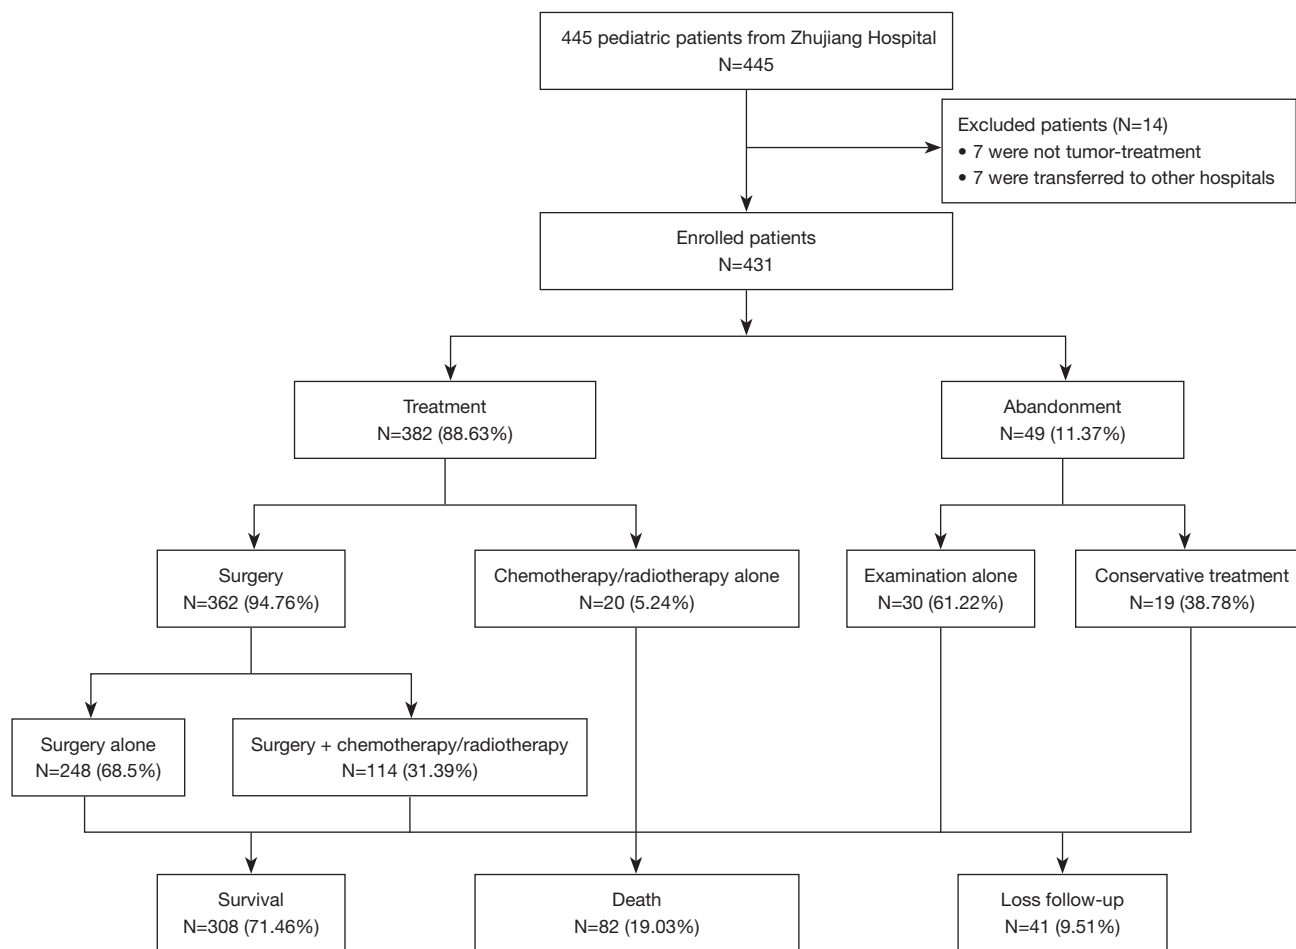 445 pediatric patients from Zhujiang Hospital
N=445
Excluded patients (N=14)
• 7 were not tumor-treatment
• 7 were transferred to other hospitals
Enrolled patients
N=431
Treatment
N=382 (88.63%)
Abandonment
N=49 (11.37%)
Surgery
N=362 (94.76%)
Chemotherapy/radiotherapy alone
N=20 (5.24%)
Examination alone
N=30 (61.22%)
Conservative treatment
N=19 (38.78%)
Surgery alone
N=248 (68.5%)
Surgery + chemotherapy/radiotherapy
N=114 (31.39%)
Survival
N=308 (71.46%)
Death
N=82 (19.03%)
Loss follow-up
N=41 (9.51%)